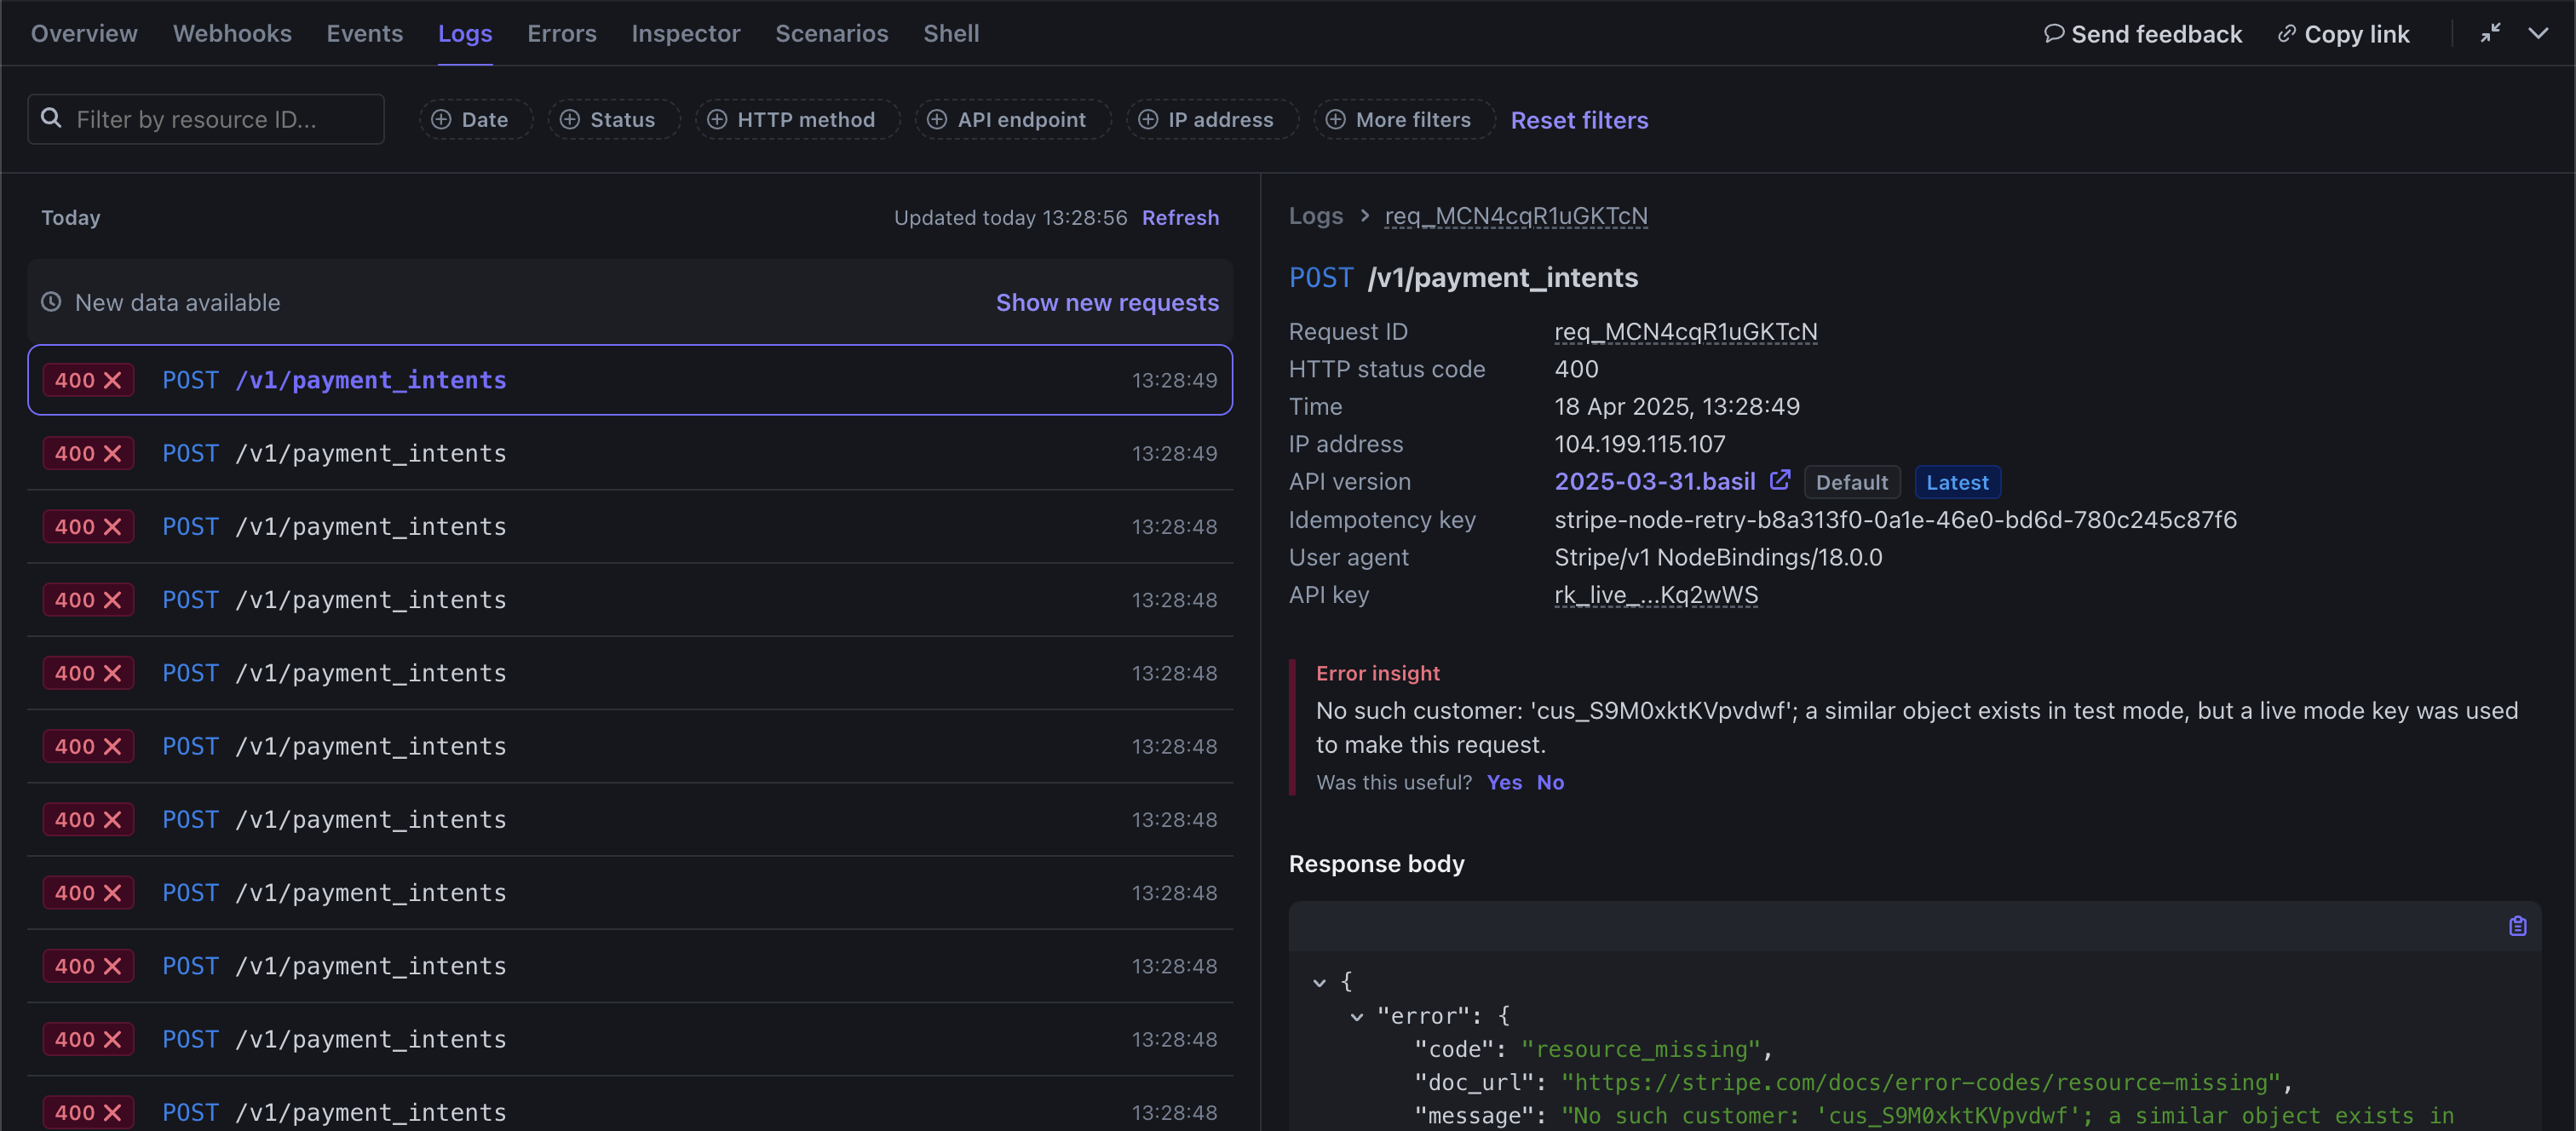 Overview Webhooks Events Logs Errors Inspector Scenarios Shell Send feedback Copy link
Filter by resource ID... Date Status HTTP method API endpoint IP address More filters Reset filters
Today Updated today 13:28:56 Refresh
New data available Show new requests
400 POST /v1/payment_intents 13:28:49
400 POST /v1/payment_intents 13:28:49
400 POST /v1/payment_intents 13:28:48
400 POST /v1/payment_intents 13:28:48
400 POST /v1/payment_intents 13:28:48
400 POST /v1/payment_intents 13:28:48
400 POST /v1/payment_intents 13:28:48
400 POST /v1/payment_intents 13:28:48
400 POST /v1/payment_intents 13:28:48
400 POST /v1/payment_intents 13:28:48
400 POST /v1/payment_intents 13:28:48
Logs > req_MCN4cqR1uGKTcN
POST /v1/payment_intents
Request ID req_MCN4cqR1uGKTcN
HTTP status code 400
Time 18 Apr 2025, 13:28:49
IP address 104.199.115.107
API version 2025-03-31.basil Default Latest
Idempotency key stripe-node-retry-b8a313f0-0a1e-46e0-bd6d-780c245c87f6
User agent Stripe/v1 NodeBindings/18.0.0
API key rk_live_...Kq2wWS
Error insight
No such customer: 'cus_S9M0xktKVpvdwf'; a similar object exists in test mode, but a live mode key was used
to make this request.
Was this useful? Yes No
Response body
{
"error": {
"code": "resource_missing",
"doc_url": "https://stripe.com/docs/error-codes/resource-missing",
"message": "No such customer: 'cus_S9M0xktKVpvdwf'; a similar object exists in